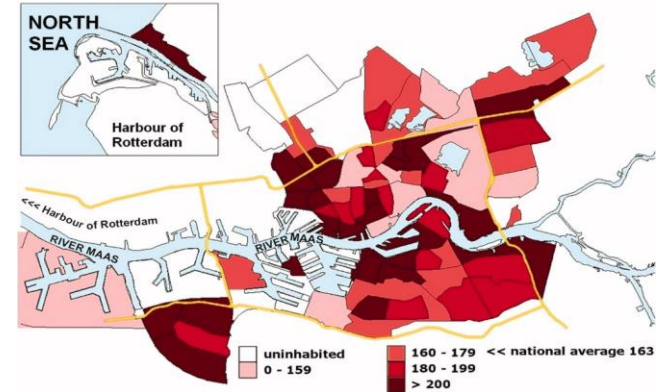 NORTH
SEA
Harbour of
Rotterdam
<<< Harbour of Rotterdam
RIVER MAAS
RIVER MAAS
uninhabited
0 - 159
160 - 179 << national average 163
180 - 199
> 200